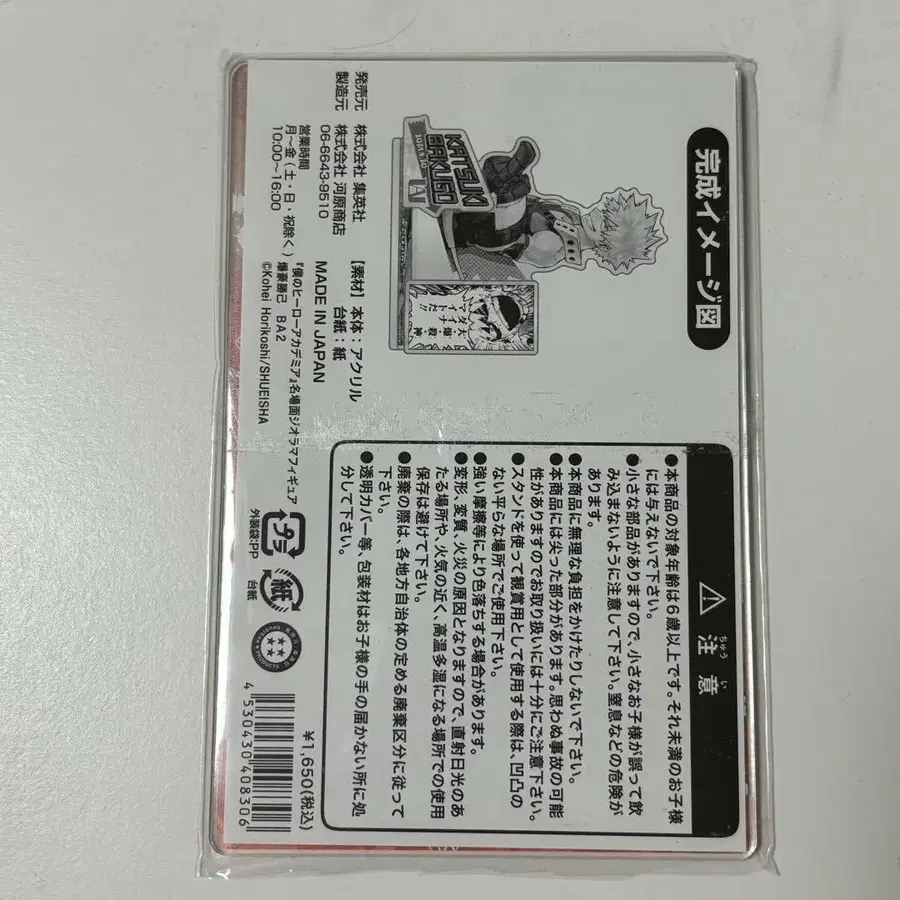 完成イメージ図
KATSUKI
BAKUGO
大・爆・殺・神
ダイナ
マイトだ!!
発売元 株式会社 集英社
製造元 株式会社 河原商店
06-6643-9510
営業時間
月〜金(土・日・祝除く)
10:00〜16:00
【素材】本体:アクリル
台紙:紙
MADE IN JAPAN
『僕のヒーローアカデミア』名場面ジオラマフィギュア
爆豪勝己 BA2
©Kohei Horikoshi/SHUEISHA
注意
ちゅう い
●本商品の対象年齢は6歳以上です。それ未満のお子様
には与えないで下さい。
●小さな部品がありますので、小さなお子様が誤って飲
み込まないように注意して下さい。窒息などの危険が
あります。
●本商品に無理な負担をかけたりしないで下さい。
●本商品には尖った部分があります。思わぬ事故の可能
性がありますのでお取り扱いには十分にご注意下さい。
●スタンドを使って観賞用として使用する際は、凹凸の
ない平らな場所でご使用下さい。
●強い摩擦等により色落ちする場合があります。
●変形、変質、火災の原因となりますので、直射日光のあ
たる場所や、火気の近く、高温多湿になる場所での使用
保存は避けて下さい。
●廃棄の際は、各地方自治体の定める廃棄区分に従って
下さい。
●透明カバー等、包装材はお子様の手の届かない所に処
分して下さい。
プラ
外装袋:PP
紙
台紙
¥1,650(税込)
4530430408306